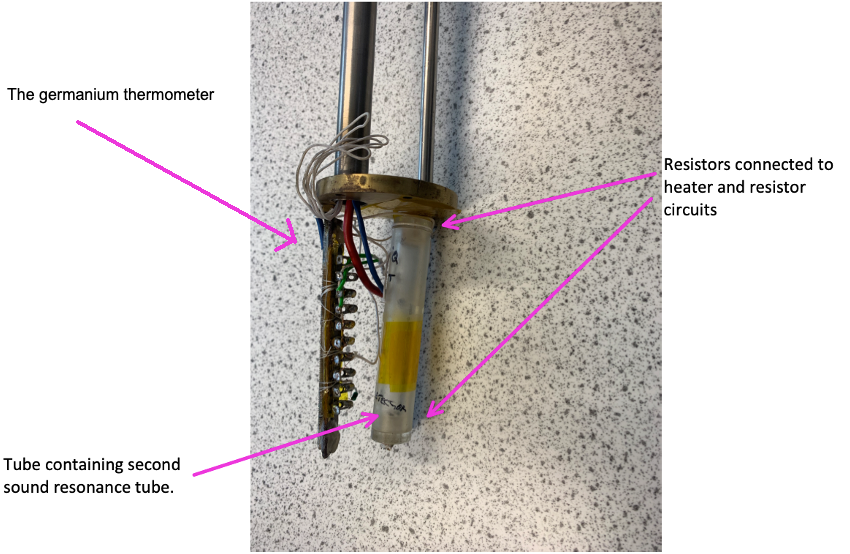 The germanium thermometer
Resistors connected to
heater and resistor
circuits
Tube containing second
sound resonance tube.